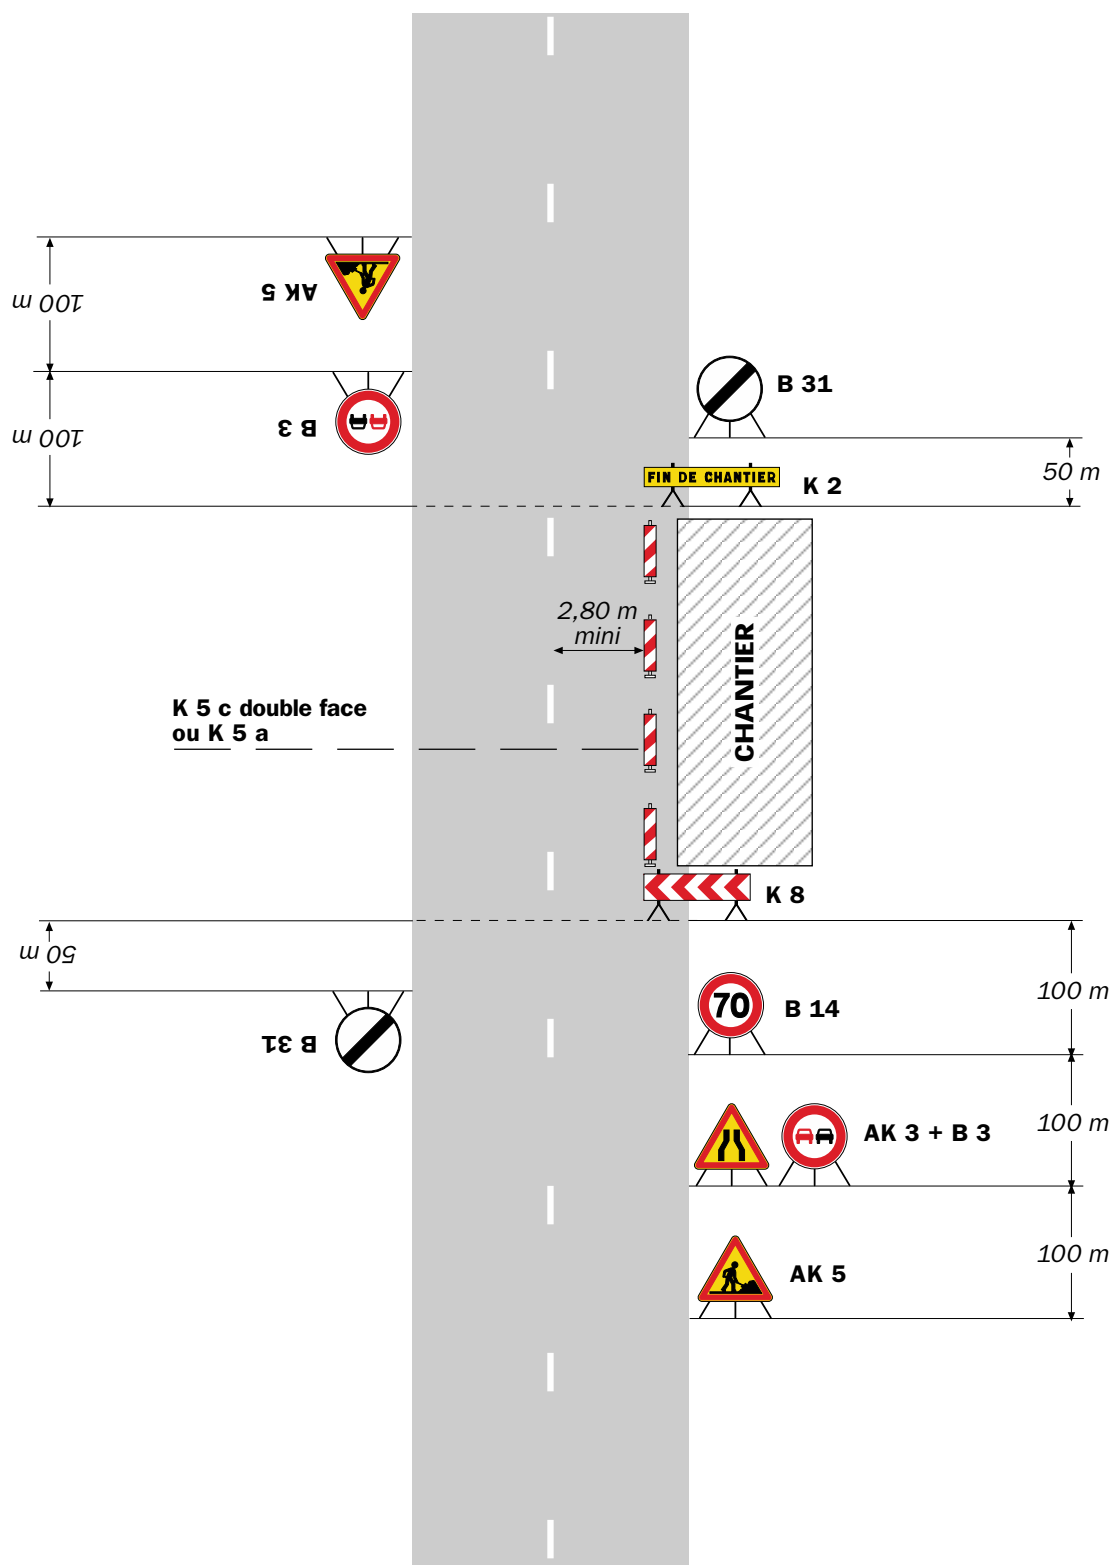 AK 5
100 m
B 3
100 m
B 31
50 m
FIN DE CHANTIER
K 2
2,80 m
mini
CHANTIER
K 5 c double face
ou K 5 a
K 8
50 m
B 31
70
B 14
100 m
AK 3 + B 3
100 m
AK 5
100 m